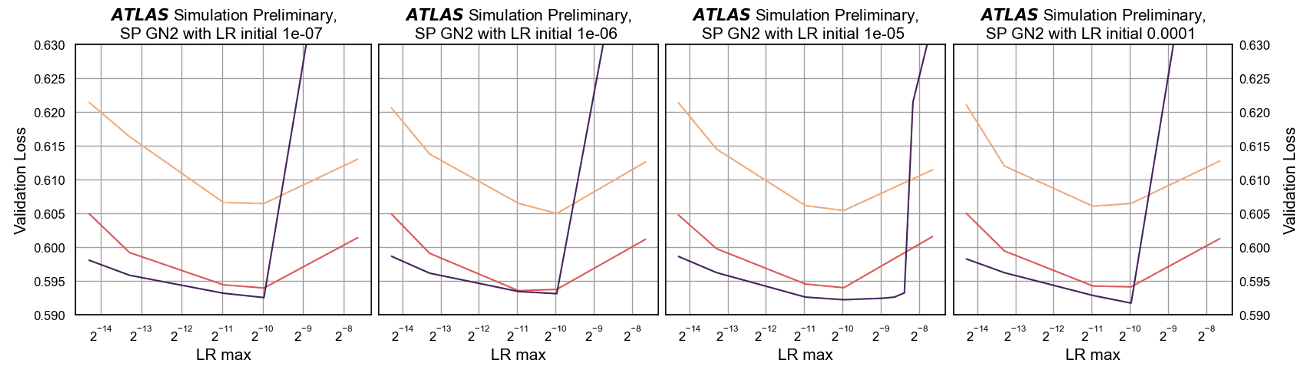 ATLAS Simulation Preliminary,
SP GN2 with LR initial 1e-07
ATLAS Simulation Preliminary,
SP GN2 with LR initial 1e-06
ATLAS Simulation Preliminary,
SP GN2 with LR initial 1e-05
ATLAS Simulation Preliminary,
SP GN2 with LR initial 0.0001
Validation Loss
0.630
0.625
0.620
0.615
0.610
0.605
0.600
0.595
0.590
2⁻¹⁴ 2⁻¹³ 2⁻¹² 2⁻¹¹ 2⁻¹⁰ 2⁻⁹ 2⁻⁸
LR max
2⁻¹⁴ 2⁻¹³ 2⁻¹² 2⁻¹¹ 2⁻¹⁰ 2⁻⁹ 2⁻⁸
LR max
2⁻¹⁴ 2⁻¹³ 2⁻¹² 2⁻¹¹ 2⁻¹⁰ 2⁻⁹ 2⁻⁸
LR max
2⁻¹⁴ 2⁻¹³ 2⁻¹² 2⁻¹¹ 2⁻¹⁰ 2⁻⁹ 2⁻⁸
LR max
0.630
0.625
0.620
0.615
0.610
0.605
0.600
0.595
0.590
Validation Loss